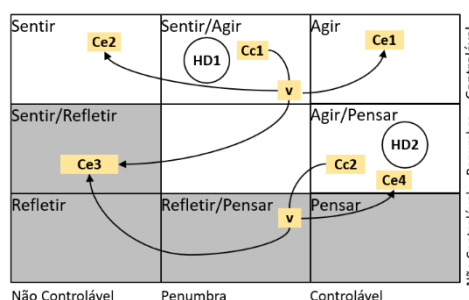 Sentir
Sentir/Agir
Agir
Ce2
HD1
Cc1
Ce1
v
Sentir/Refletir
Agir/Pensar
HD2
Ce3
Cc2
Ce4
Refletir
Refletir/Pensar
Pensar
v
Não Controlável
Penumbra
Controlável